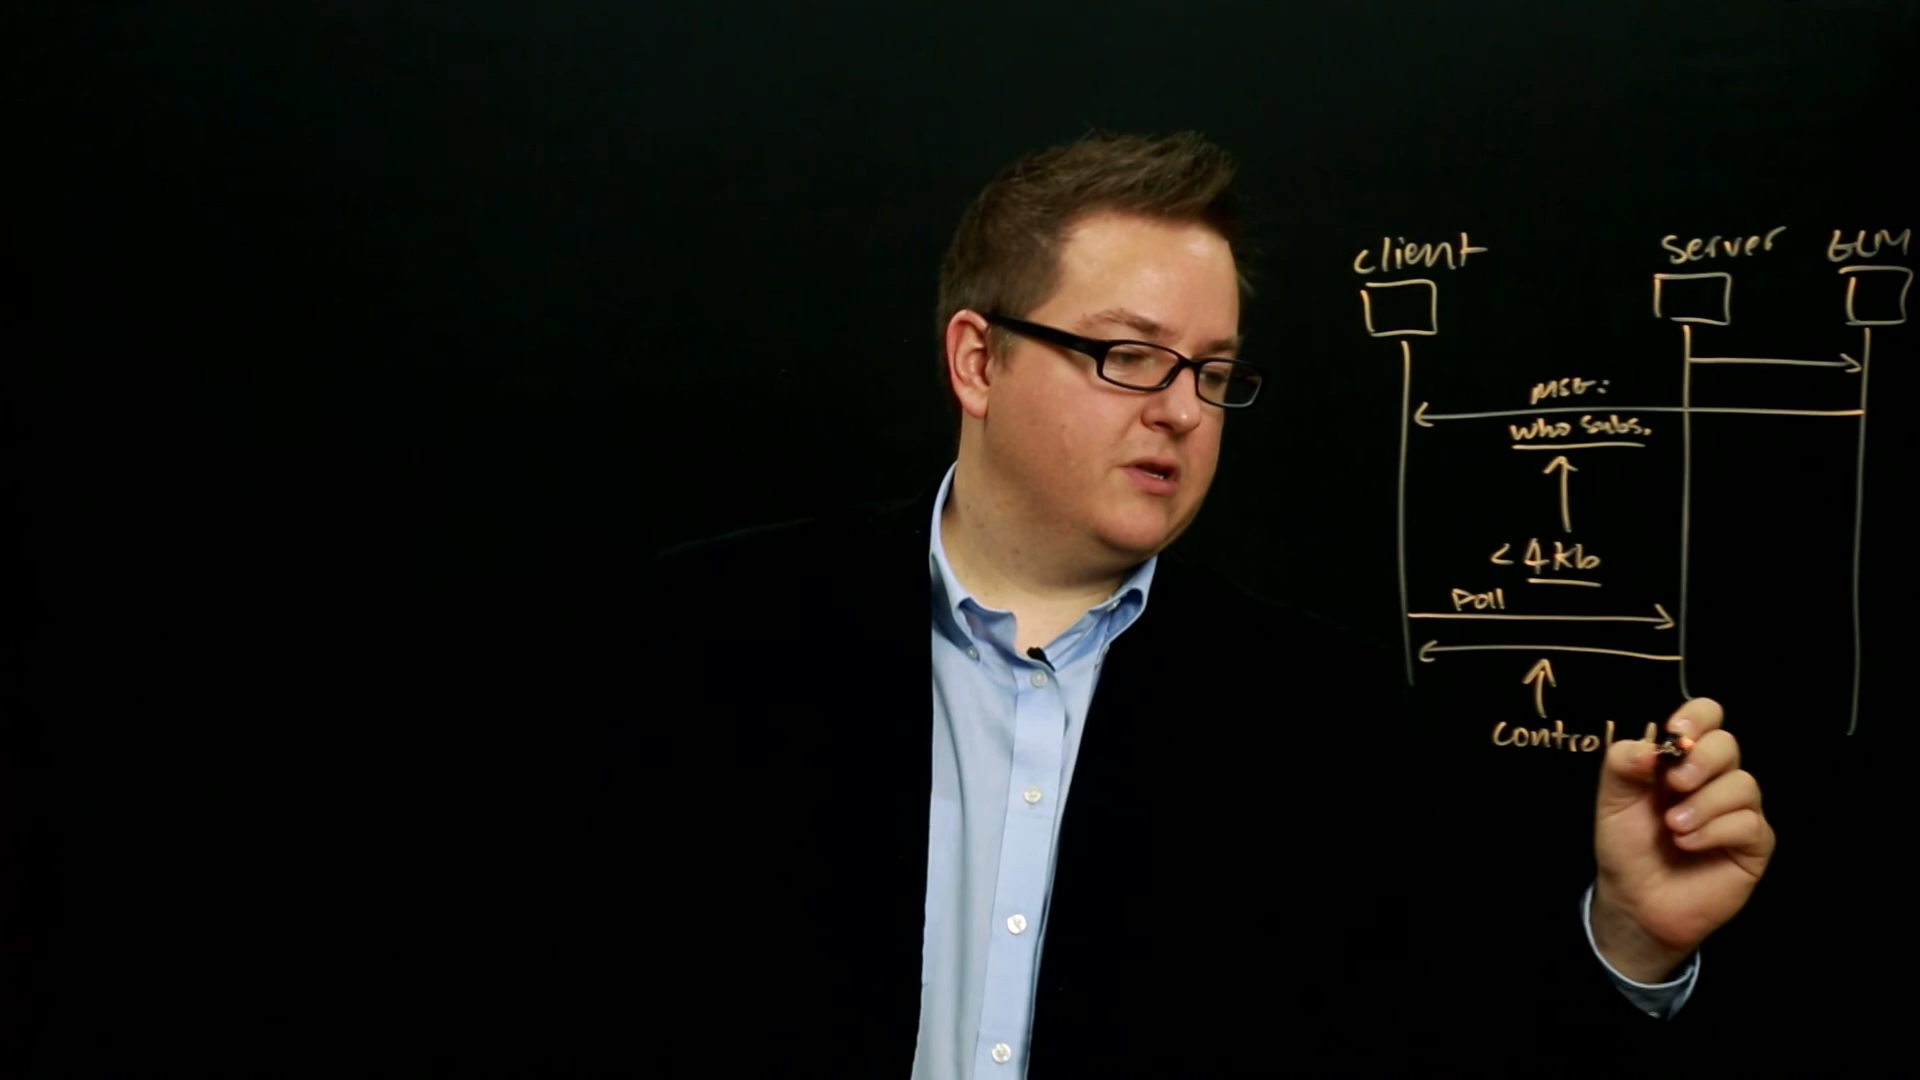 client
server
GCM
MSG:
who subs.
< 4kb
Poll
control